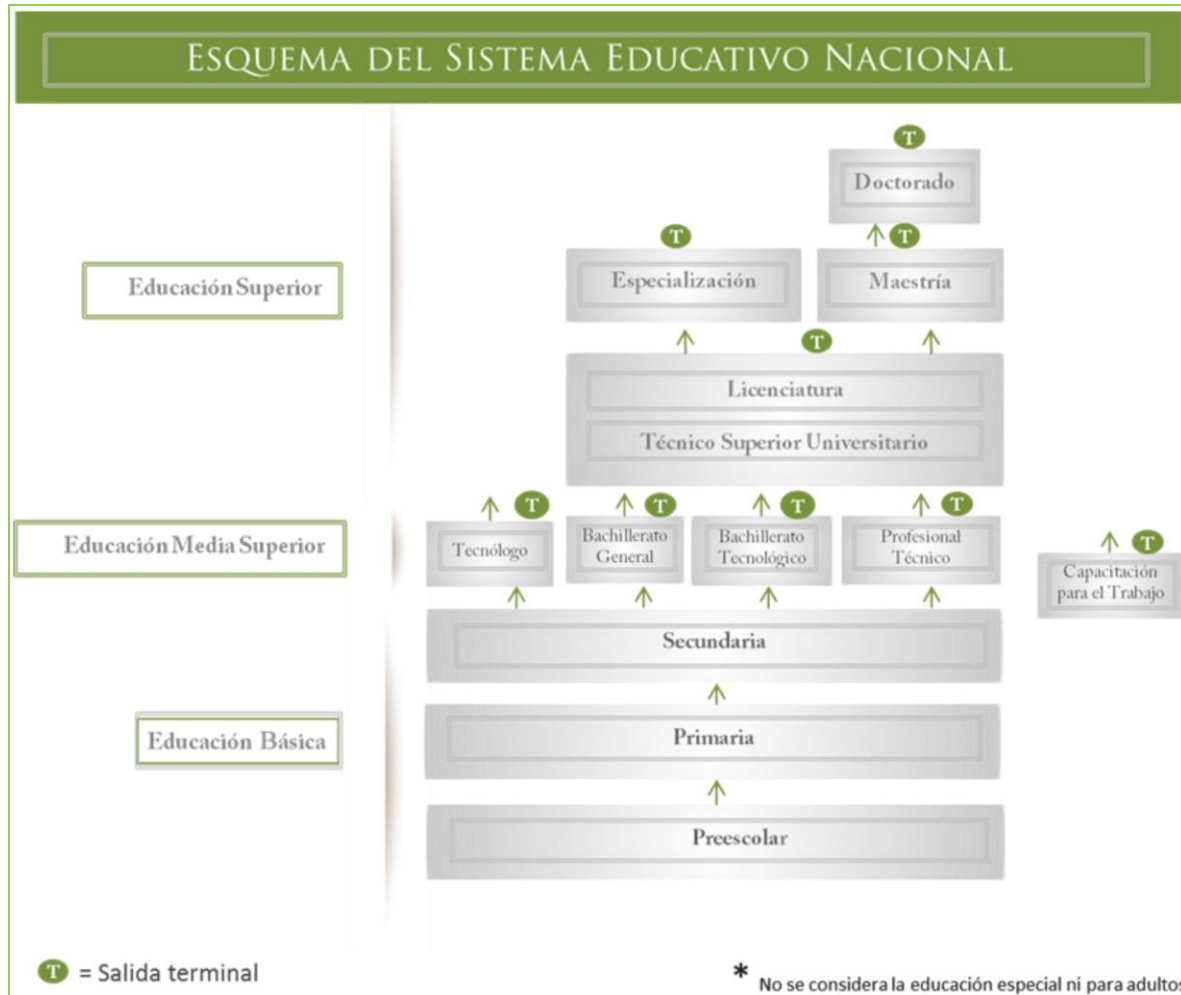 ESQUEMA DEL SISTEMA EDUCATIVO NACIONAL
T
Doctorado
T
T
Educación Superior
Especialización
Maestría
T
Licenciatura
Técnico Superior Universitario
T
T
T
T
Educación Media Superior
Tecnólogo
Bachillerato
General
Bachillerato
Tecnológico
Profesional
Técnico
T
Capacitación
para el Trabajo
Secundaria
Educación Básica
Primaria
Preescolar
T = Salida terminal
* No se considera la educación especial ni para adultos